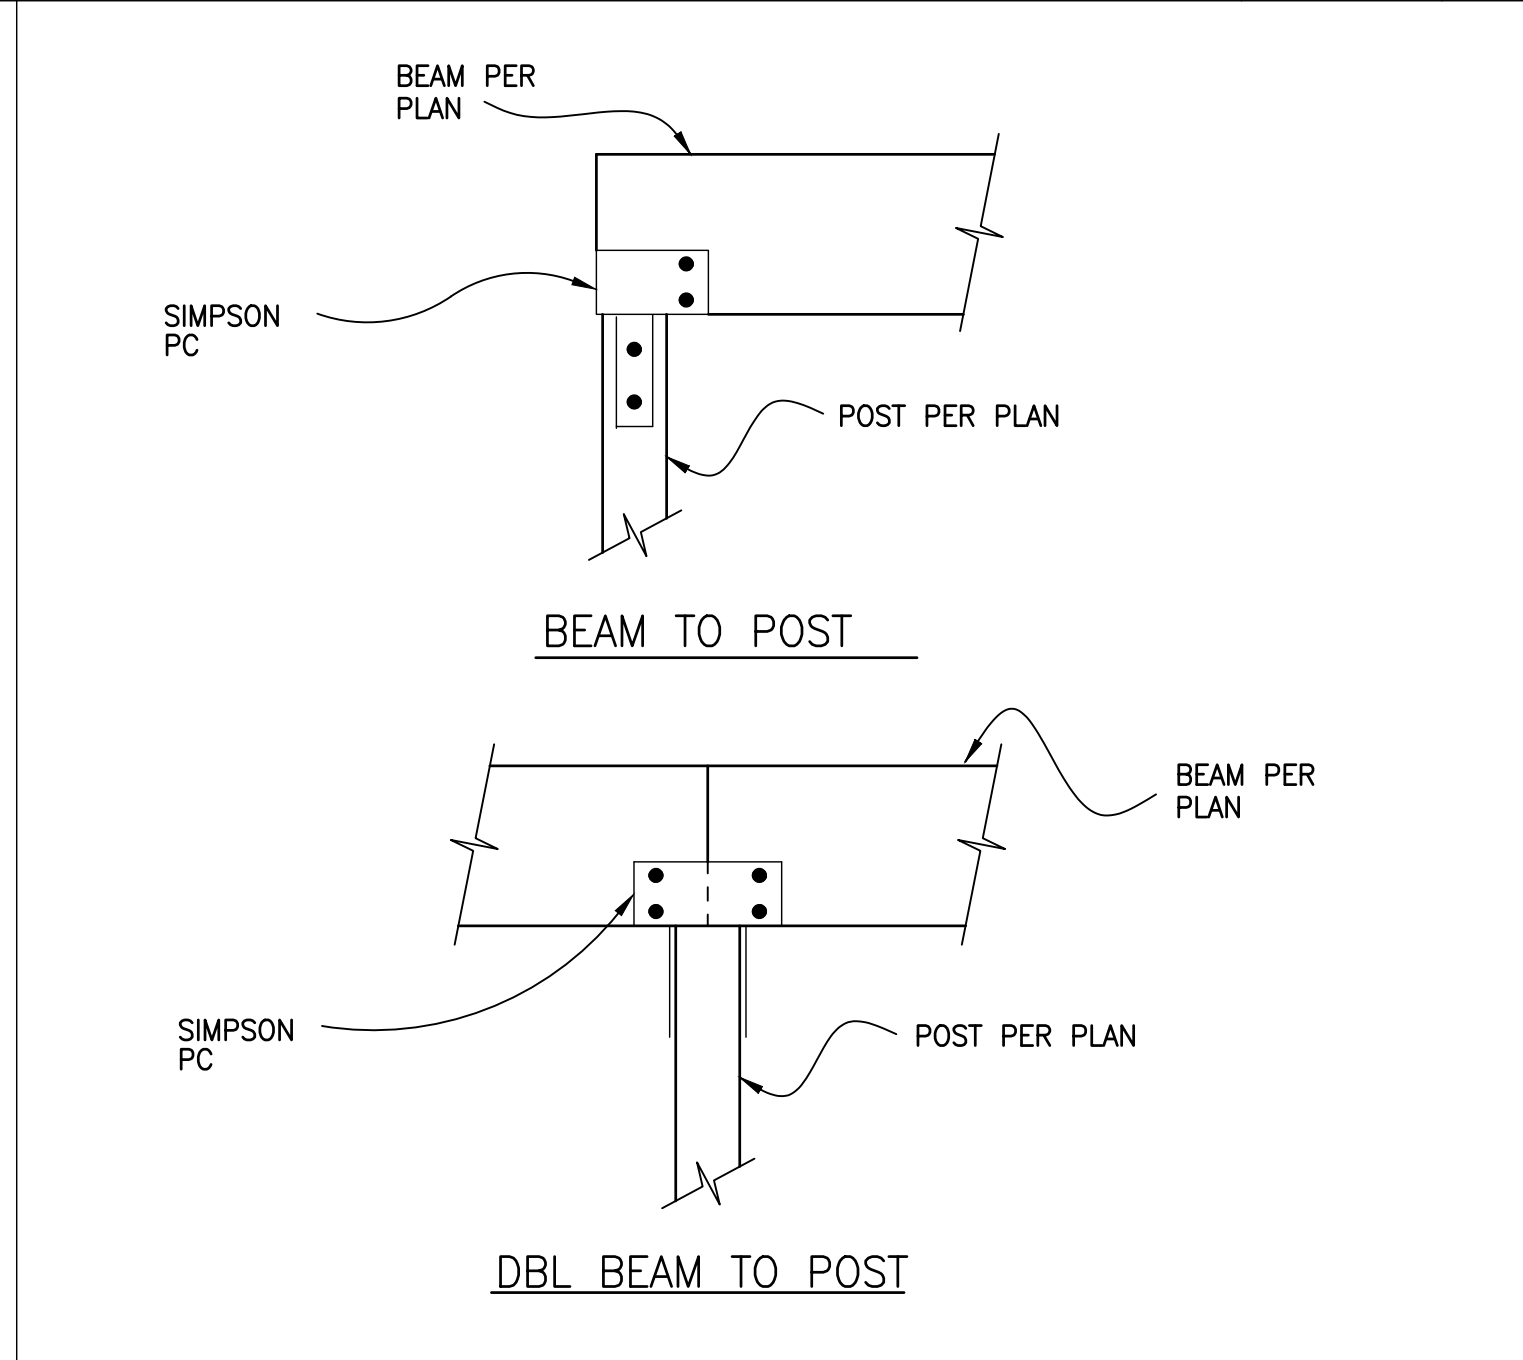 BEAM PER
PLAN
SIMPSON
PC
POST PER PLAN
BEAM TO POST
BEAM PER
PLAN
SIMPSON
PC
POST PER PLAN
DBL BEAM TO POST